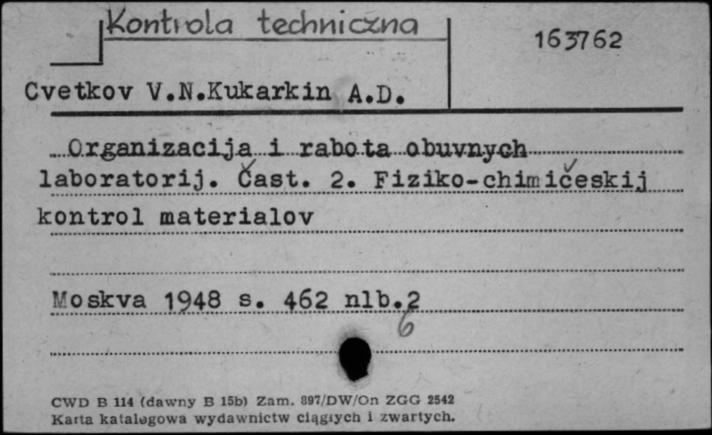 Kontrola techniczna
163762
Cvetkov V.N.Kukarkin A.D.
Organizacija i rabota obuvnych
laboratorij. Čast. 2. Fiziko-chimičeskij
kontrol materialov
Moskva 1948 s. 462 nlb.2
6
CWD B 114 (dawny B 15b) Zam. 897/DW/On ZGG 2542
Karta katalogowa wydawnictw ciągłych i zwartych.